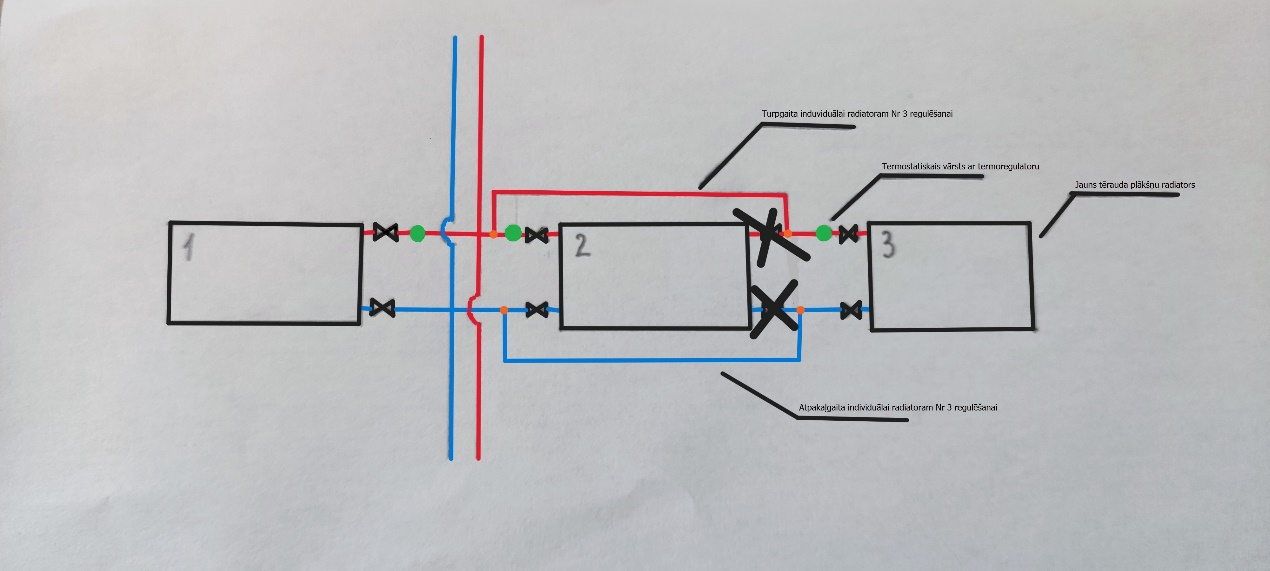 Turpgaita induviduālai radiatoram Nr 3 regulēšanai
Termostatiskais vārsts ar termoregulatoru
Jauns tērauda plākšņu radiators
1
2
3
Atpakaļgaita individuālai radiatoram Nr 3 regulēšanai